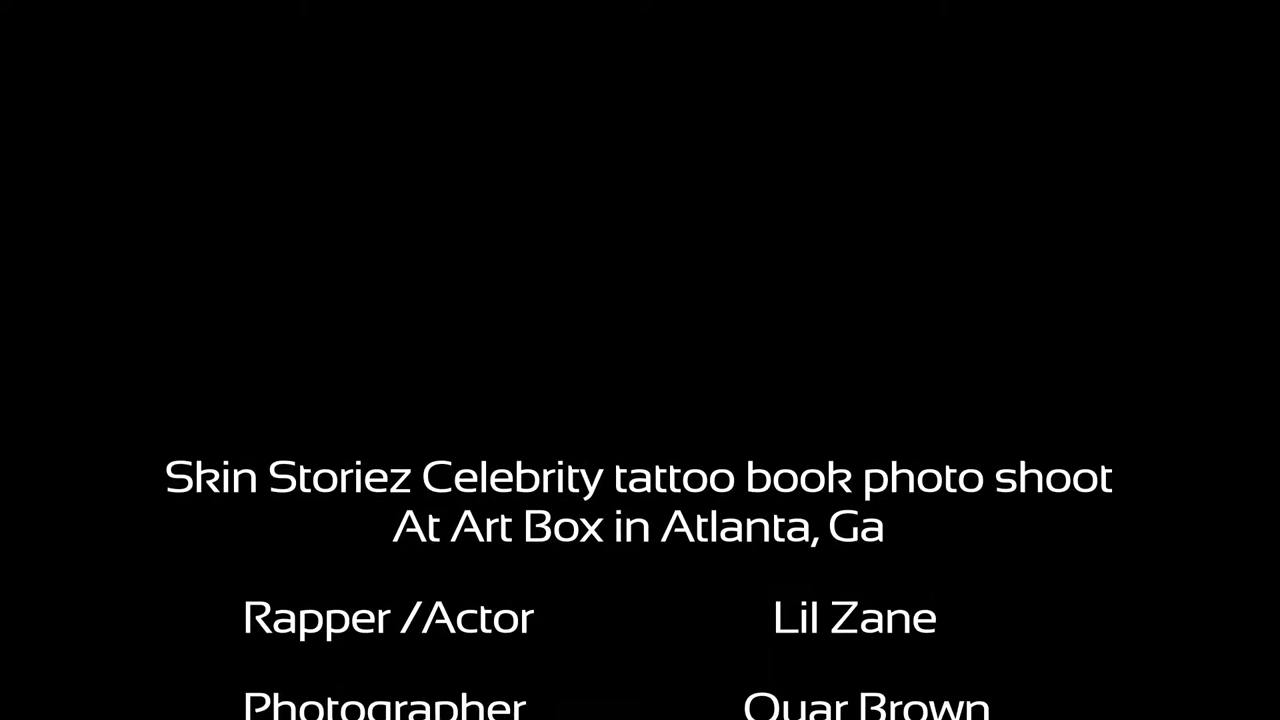 Skin Storiez Celebrity tattoo book photo shoot
At Art Box in Atlanta, Ga
Rapper /Actor Lil Zane
Photographer Quar Brown